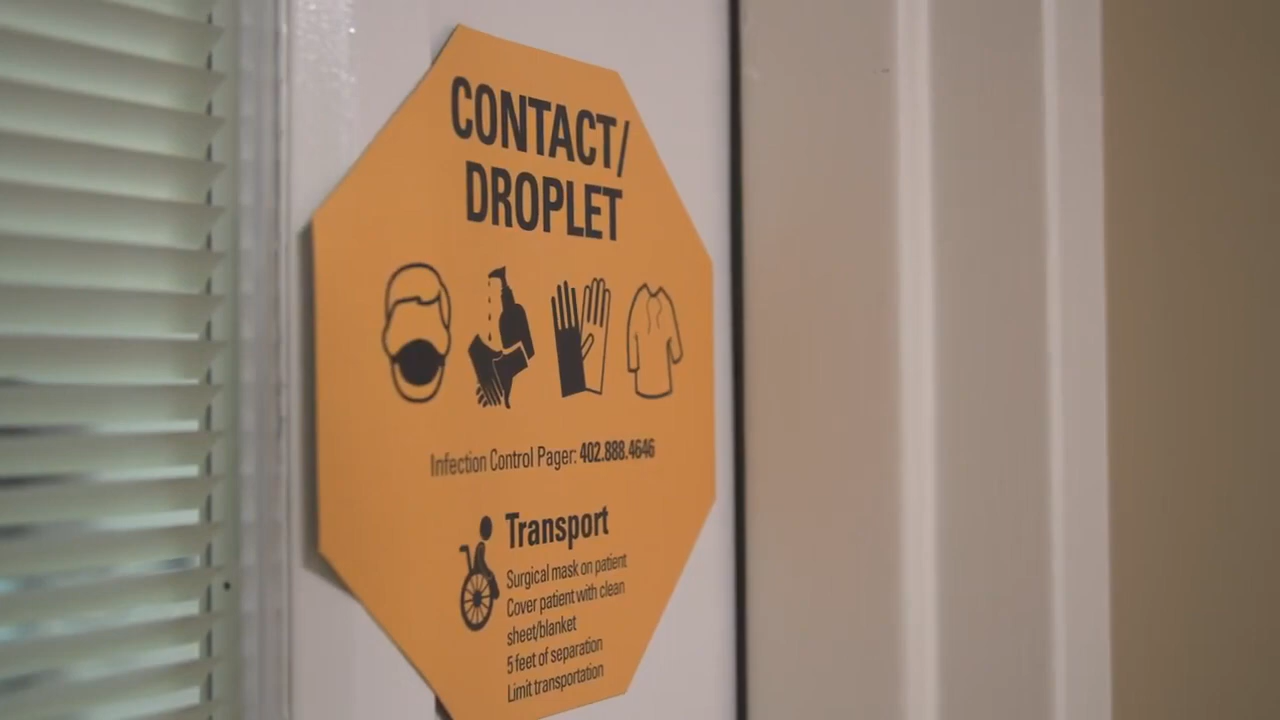 CONTACT/
DROPLET
Infection Control Pager: 402.888.4646
Transport
Surgical mask on patient
Cover patient with clean
sheet/blanket
5 feet of separation
Limit transportation